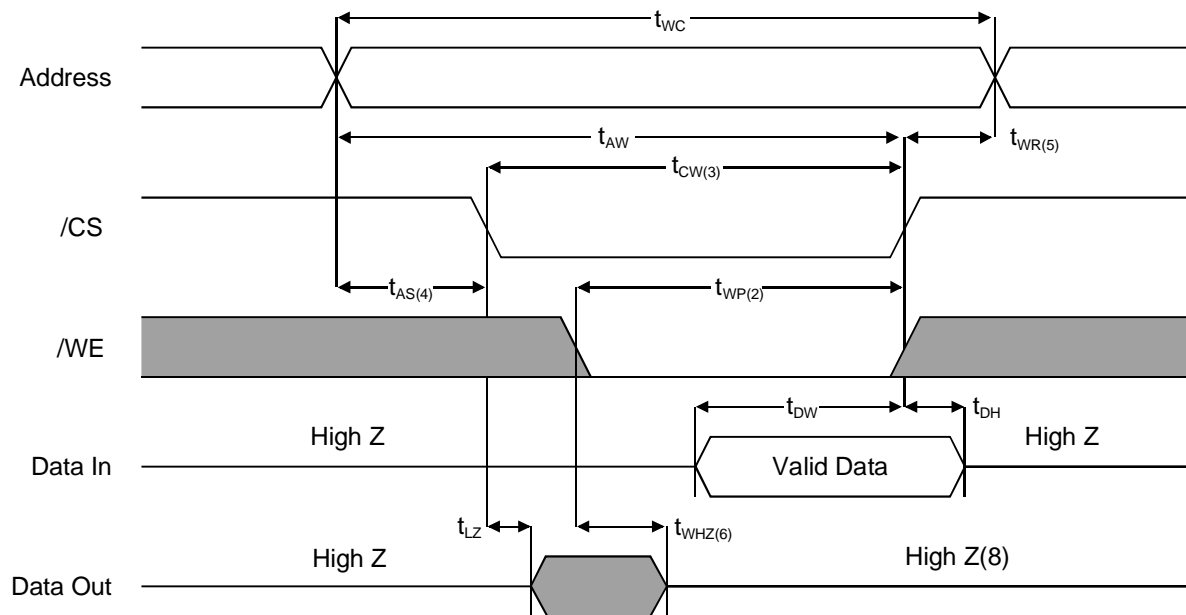 tWC
Address
tAW
tWR(5)
tCW(3)
/CS
tAS(4)
tWP(2)
/WE
tDW
tDH
High Z
High Z
Data In
Valid Data
tLZ
tWHZ(6)
High Z
High Z(8)
Data Out